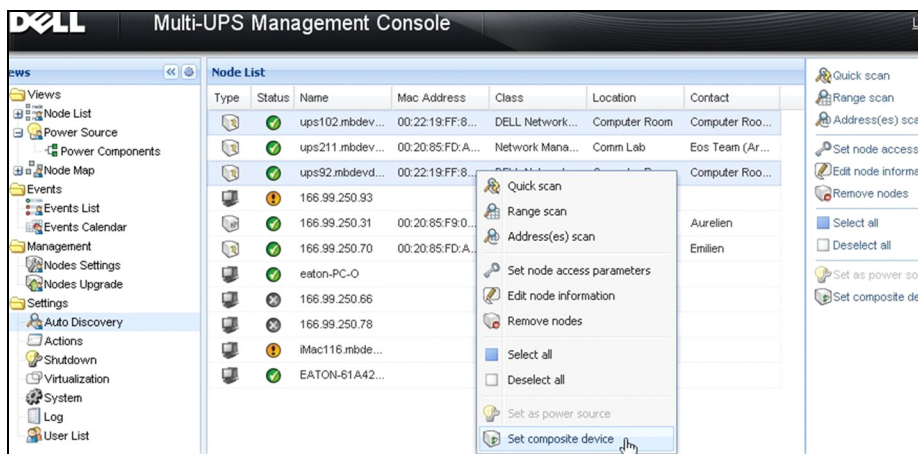 DELL Multi-UPS Management Console
ews
Views
Node List
Power Source
Power Components
Node Map
Events
Events List
Events Calendar
Management
Nodes Settings
Nodes Upgrade
Settings
Auto Discovery
Actions
Shutdown
Virtualization
System
Log
User List
Node List
Type Status Name Mac Address Class Location Contact
ups102.mbdev... 00:22:19:FF:8... DELL Network... Computer Room Computer Roo...
ups211.mbdev... 00:20:85:FD:A... Network Mana... Comm Lab Eos Team (Ar...
ups92.mbdevd... 00:22:19:FF:8... Computer Roo...
166.99.250.93
166.99.250.31 00:20:85:F9:0... Aurelien
166.99.250.70 00:20:85:FD:A... Emilien
eaton-PC-O
166.99.250.66
166.99.250.78
iMac116.mbde...
EATON-61A42...
Quick scan
Range scan
Address(es) scan
Set node access parameters
Edit node information
Remove nodes
Select all
Deselect all
Set as power source
Set composite device
Quick scan
Range scan
Address(es) sca
Set node access
Edit node informa
Remove nodes
Select all
Deselect all
Set as power so
Set composite de